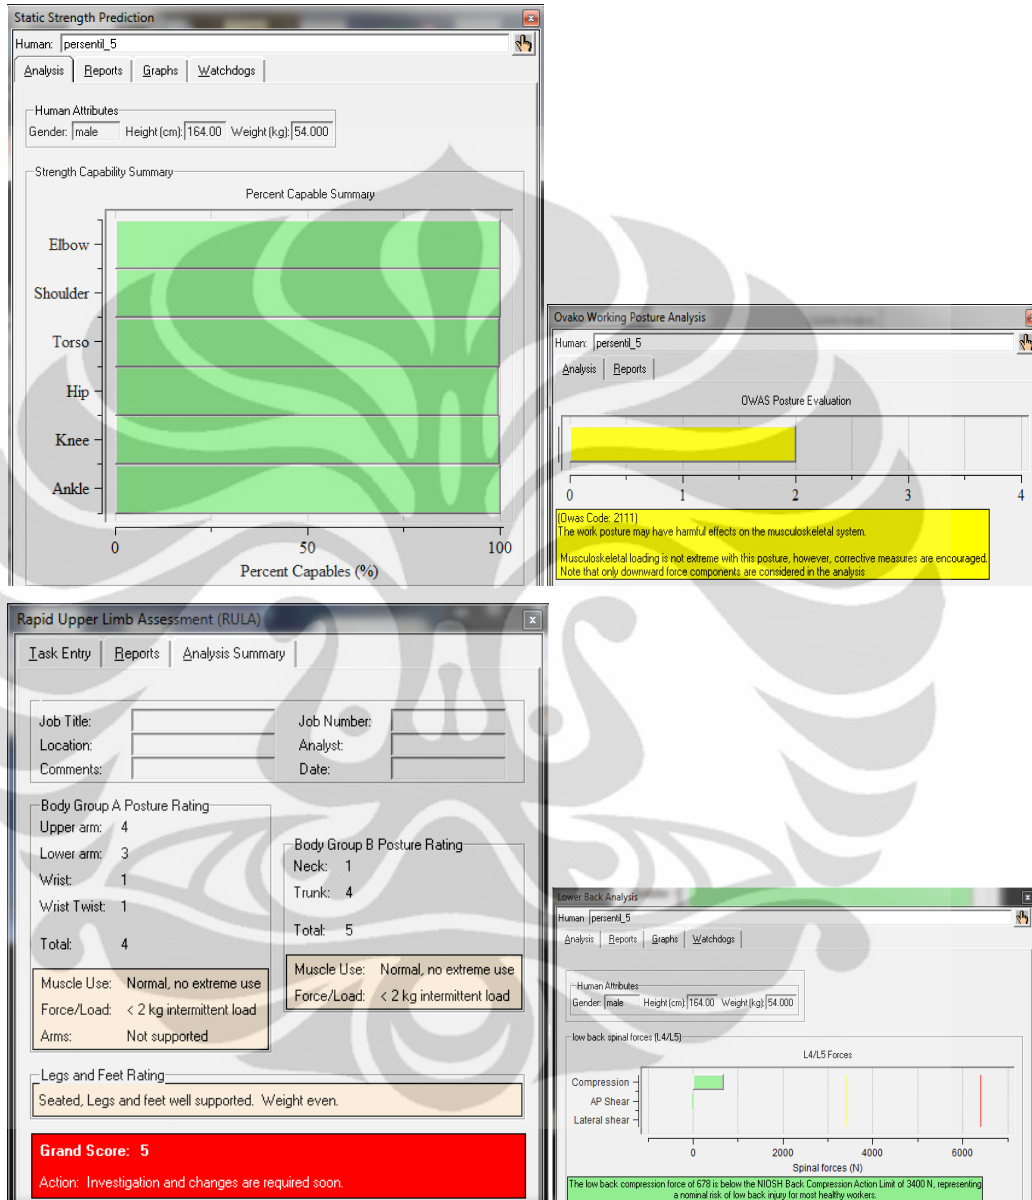 Static Strength Prediction
Human: persentil_5
Analysis Reports Graphs Watchdogs
Human Attributes
Gender: male Height (cm): 164.00 Weight (kg): 54.000
Strength Capability Summary
Percent Capable Summary
Elbow
Shoulder
Torso
Hip
Knee
Ankle
0 50 100
Percent Capables (%)
Ovako Working Posture Analysis
Human: persentil_5
Analysis Reports
OWAS Posture Evaluation
0 1 2 3 4
(Owas Code: 2111)
The work posture may have harmful effects on the musculoskeletal system.
Musculoskeletal loading is not extreme with this posture, however, corrective measures are encouraged.
Note that only downward force components are considered in the analysis
Rapid Upper Limb Assessment (RULA)
Task Entry Reports Analysis Summary
Job Title: Job Number:
Location: Analyst:
Comments: Date:
Body Group A Posture Rating
Upper arm: 4
Lower arm: 3
Wrist: 1
Wrist Twist: 1
Total: 4
Muscle Use: Normal, no extreme use
Force/Load: < 2 kg intermittent load
Arms: Not supported
Body Group B Posture Rating
Neck: 1
Trunk: 4
Total: 5
Muscle Use: Normal, no extreme use
Force/Load: < 2 kg intermittent load
Legs and Feet Rating
Seated, Legs and feet well supported. Weight even.
Grand Score: 5
Action: Investigation and changes are required soon.
Lower Back Analysis
Human persentil_5
Analysis Reports Graphs Watchdogs
Human Attributes
Gender: male Height (cm): 164.00 Weight (kg): 54.000
low back spinal forces (L4/L5)
L4/L5 Forces
Compression
AP Shear
Lateral shear
0 2000 4000 6000
Spinal forces (N)
The low back compression force of 678 is below the NIOSH Back Compression Action Limit of 3400 N, representing
a nominal risk of low back injury for most healthy workers.